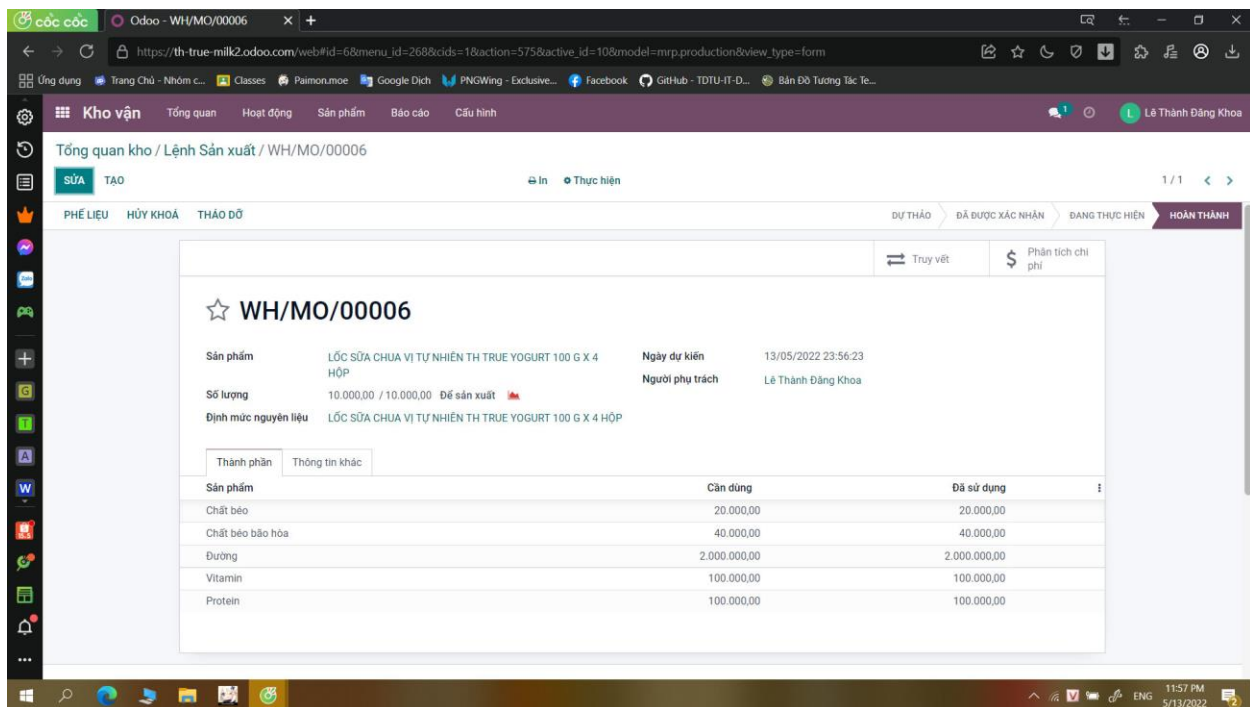 cốc cốc
Odoo - WH/MO/00006
https://th-true-milk2.odoo.com/web#id=6&menu_id=268&cids=1&action=575&active_id=10&model=mrp.production&view_type=form
Ứng dụng Trang Chủ - Nhóm c... Classes Paimon.moe Google Dịch PNGWing - Exclusive... Facebook GitHub - TDTU-IT-D... Bản Đồ Tương Tác Te...
Kho vận Tổng quan Hoạt động Sản phẩm Báo cáo Cấu hình 1 L Lê Thành Đăng Khoa
Tổng quan kho / Lệnh Sản xuất / WH/MO/00006
SỬA TẠO In Thực hiện 1 / 1
PHẾ LIỆU HỦY KHOÁ THÁO DỠ DỰ THẢO ĐÃ ĐƯỢC XÁC NHẬN ĐANG THỰC HIỆN HOÀN THÀNH
Truy vết
Phân tích chi
phí
WH/MO/00006
Sản phẩm LỐC SỮA CHUA VỊ TỰ NHIÊN TH TRUE YOGURT 100 G X 4
HỘP
Ngày dự kiến 13/05/2022 23:56:23
Người phụ trách Lê Thành Đăng Khoa
Số lượng 10.000,00 / 10.000,00 Để sản xuất
Định mức nguyên liệu LỐC SỮA CHUA VỊ TỰ NHIÊN TH TRUE YOGURT 100 G X 4 HỘP
Thành phần Thông tin khác
Sản phẩm Cần dùng Đã sử dụng
Chất béo 20.000,00 20.000,00
Chất béo bão hòa 40.000,00 40.000,00
Đường 2.000.000,00 2.000.000,00
Vitamin 100.000,00 100.000,00
Protein 100.000,00 100.000,00
Zalo
G
T
A
W
ENG
11:57 PM
5/13/2022
2